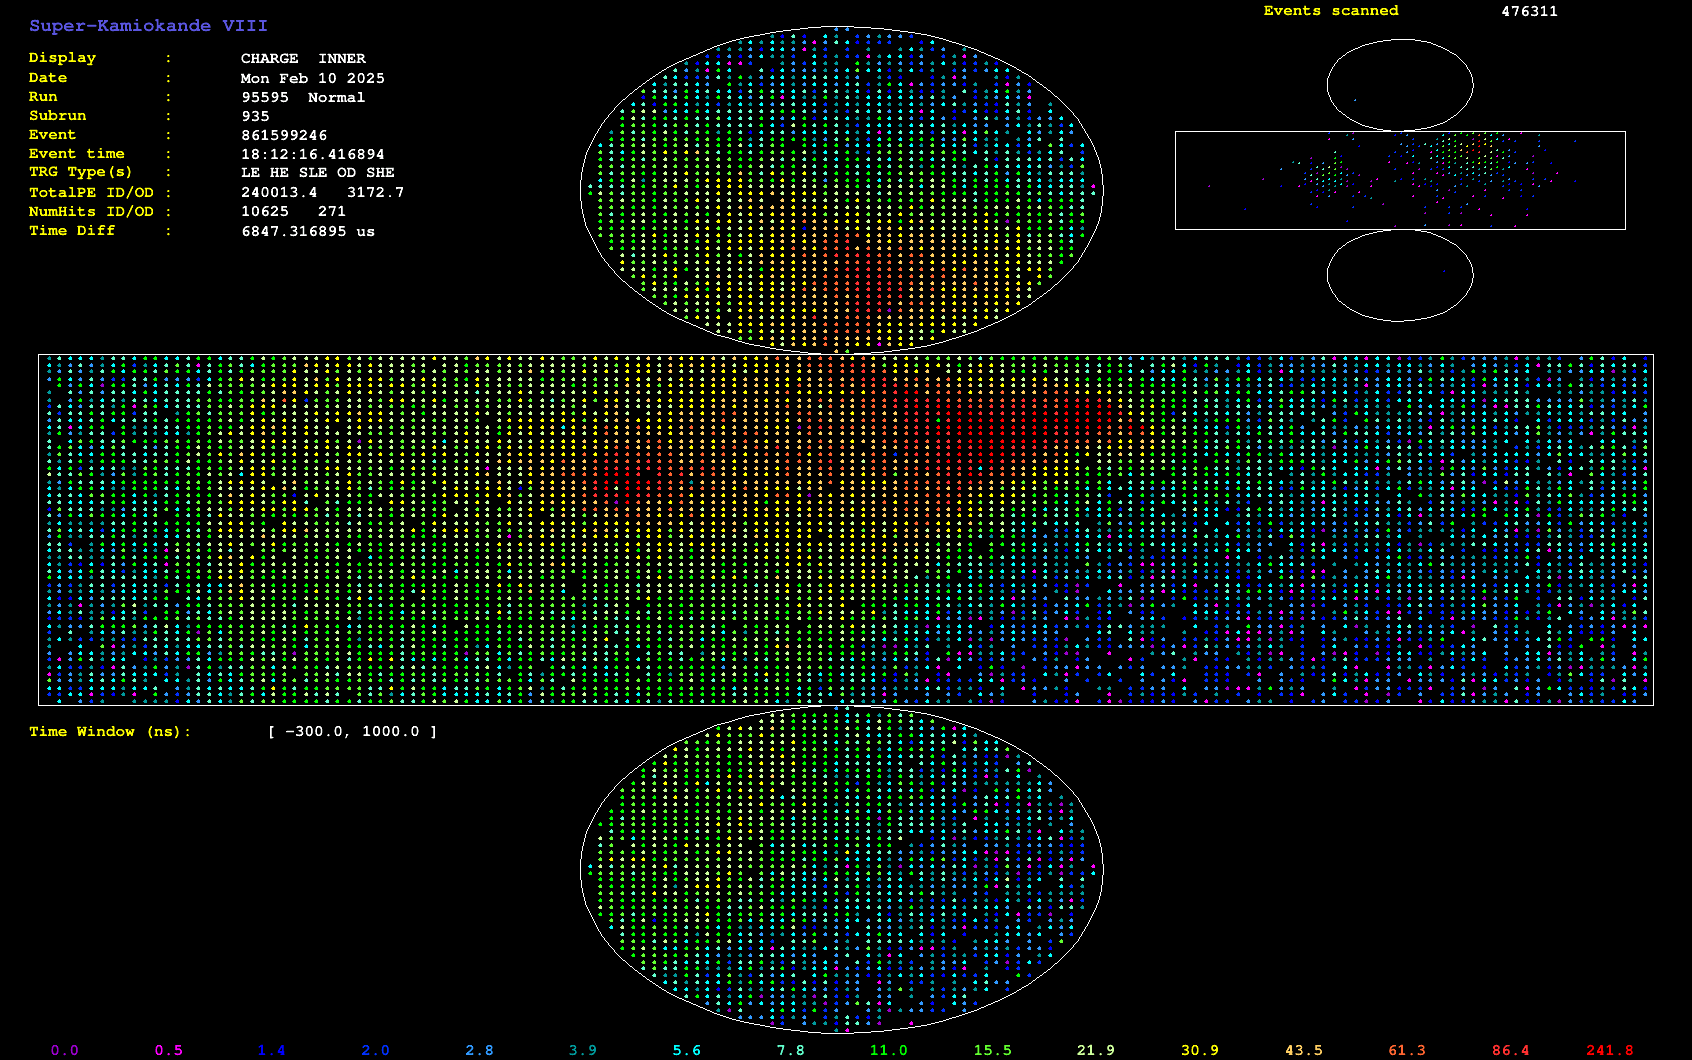 Super-Kamiokande VIII
Display : CHARGE INNER
Date : Mon Feb 10 2025
Run : 95595 Normal
Subrun : 935
Event : 861599246
Event time : 18:12:16.416894
TRG Type(s) : LE HE SLE OD SHE
TotalPE ID/OD : 240013.4 3172.7
NumHits ID/OD : 10625 271
Time Diff : 6847.316895 us
Events scanned 476311
Time Window (ns): [ -300.0, 1000.0 ]
0.0 0.5 1.4 2.0 2.8 3.9 5.6 7.8 11.0 15.5 21.9 30.9 43.5 61.3 86.4 241.8